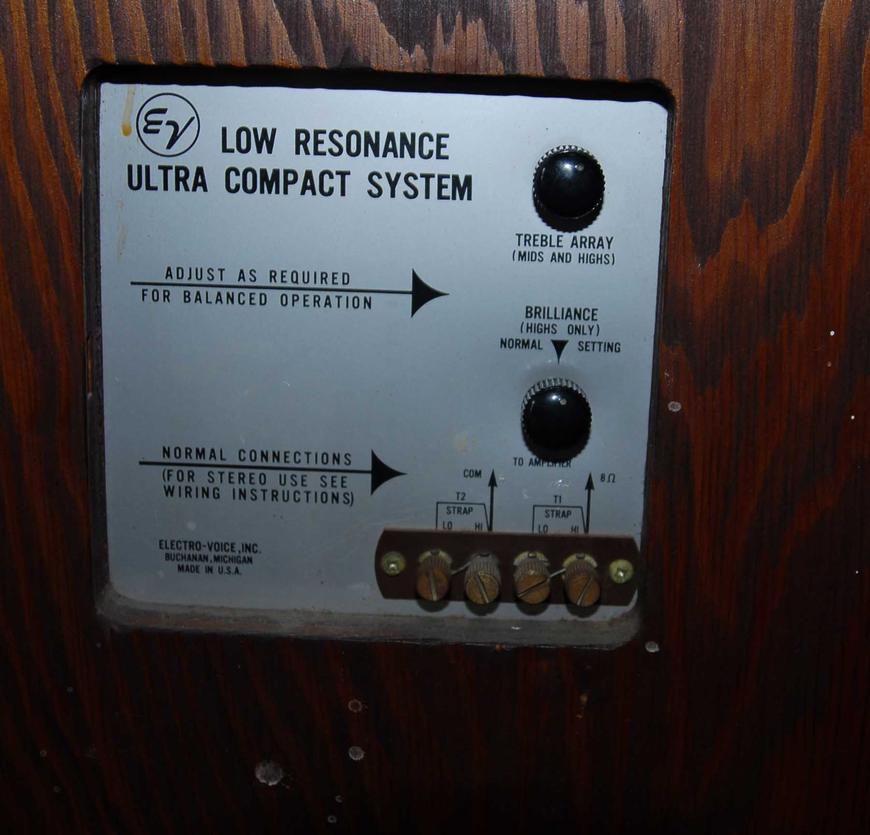 EV
LOW RESONANCE
ULTRA COMPACT SYSTEM
TREBLE ARRAY
(MIDS AND HIGHS)
ADJUST AS REQUIRED
FOR BALANCED OPERATION
BRILLIANCE
(HIGHS ONLY)
NORMAL SETTING
NORMAL CONNECTIONS
(FOR STEREO USE SEE
WIRING INSTRUCTIONS)
TO AMPLIFIER
COM 8Ω
T2 T1
STRAP STRAP
LO HI LO HI
ELECTRO-VOICE, INC.
BUCHANAN, MICHIGAN
MADE IN U.S.A.